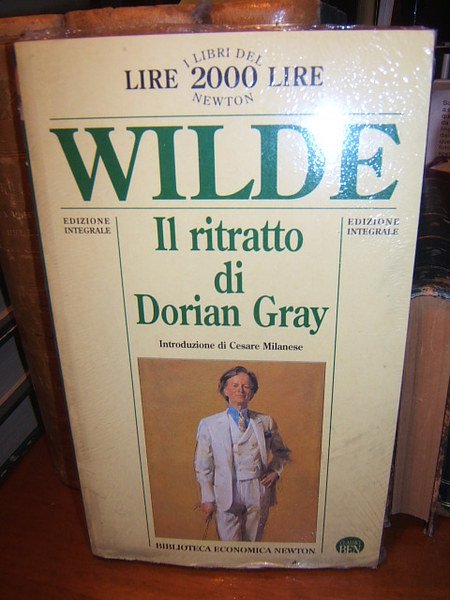 I LIBRI DEL
LIRE 2000 LIRE
NEWTON
WILDE
EDIZIONE
INTEGRALE
EDIZIONE
INTEGRALE
Il ritratto
di
Dorian Gray
Introduzione di Cesare Milanese
BIBLIOTECA ECONOMICA NEWTON
CLASSICI
BEN